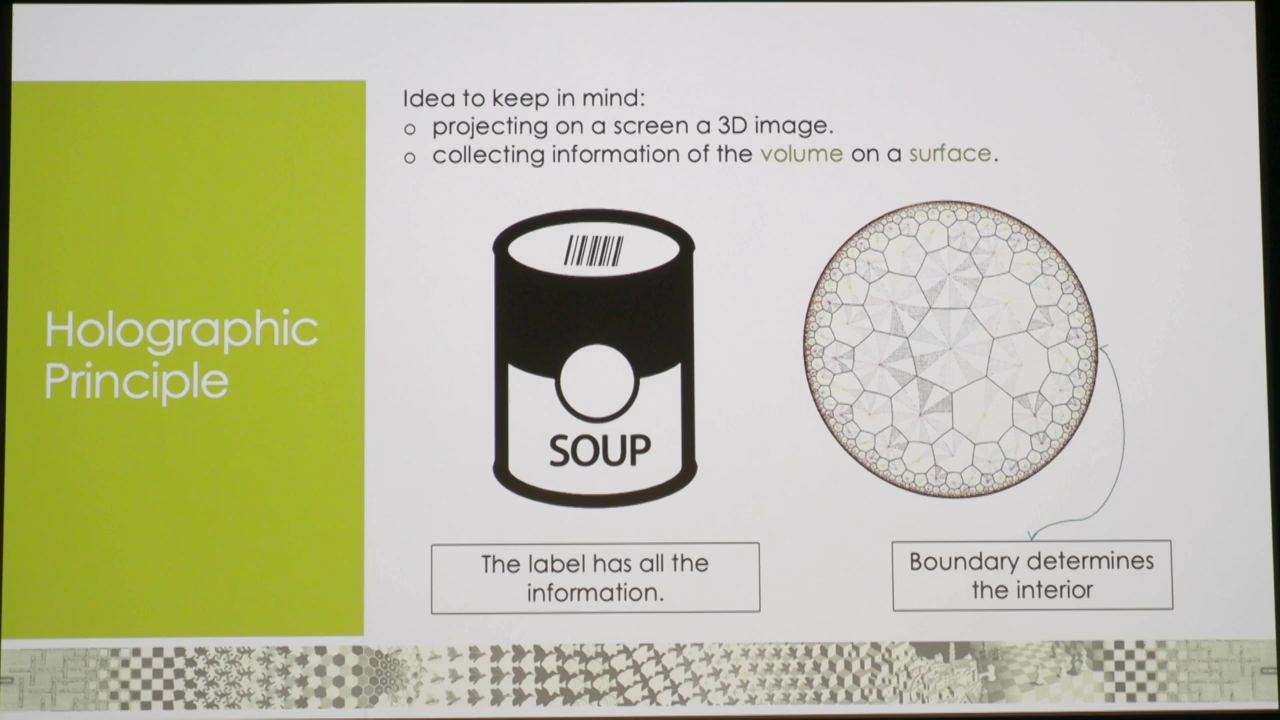 Idea to keep in mind:
o projecting on a screen a 3D image.
o collecting information of the volume on a surface.
Holographic
Principle
SOUP
The label has all the
information.
Boundary determines
the interior